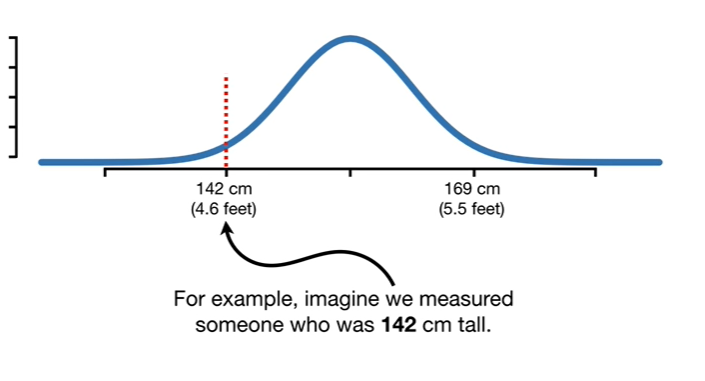 142 cm
(4.6 feet)
169 cm
(5.5 feet)
For example, imagine we measured
someone who was 142 cm tall.